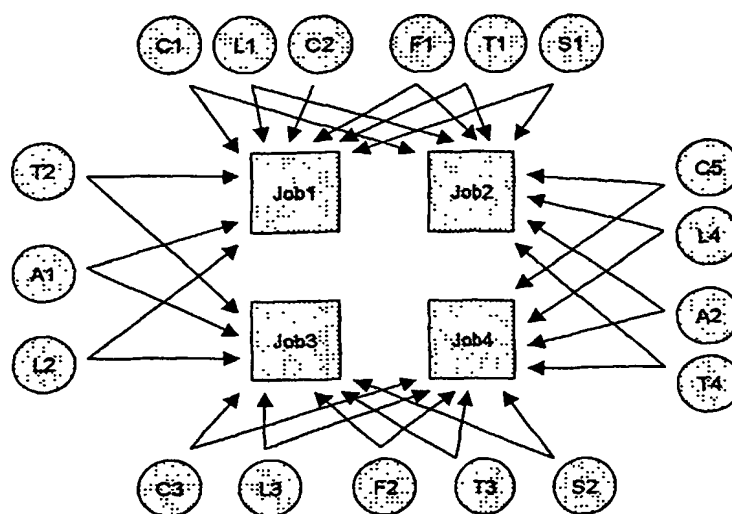 C1 L1 C2 F1 T1 S1
T2 Job1 Job2 C5
L4
A1
A2
L2 Job3 Job4
T4
C3 L3 F2 T3 S2